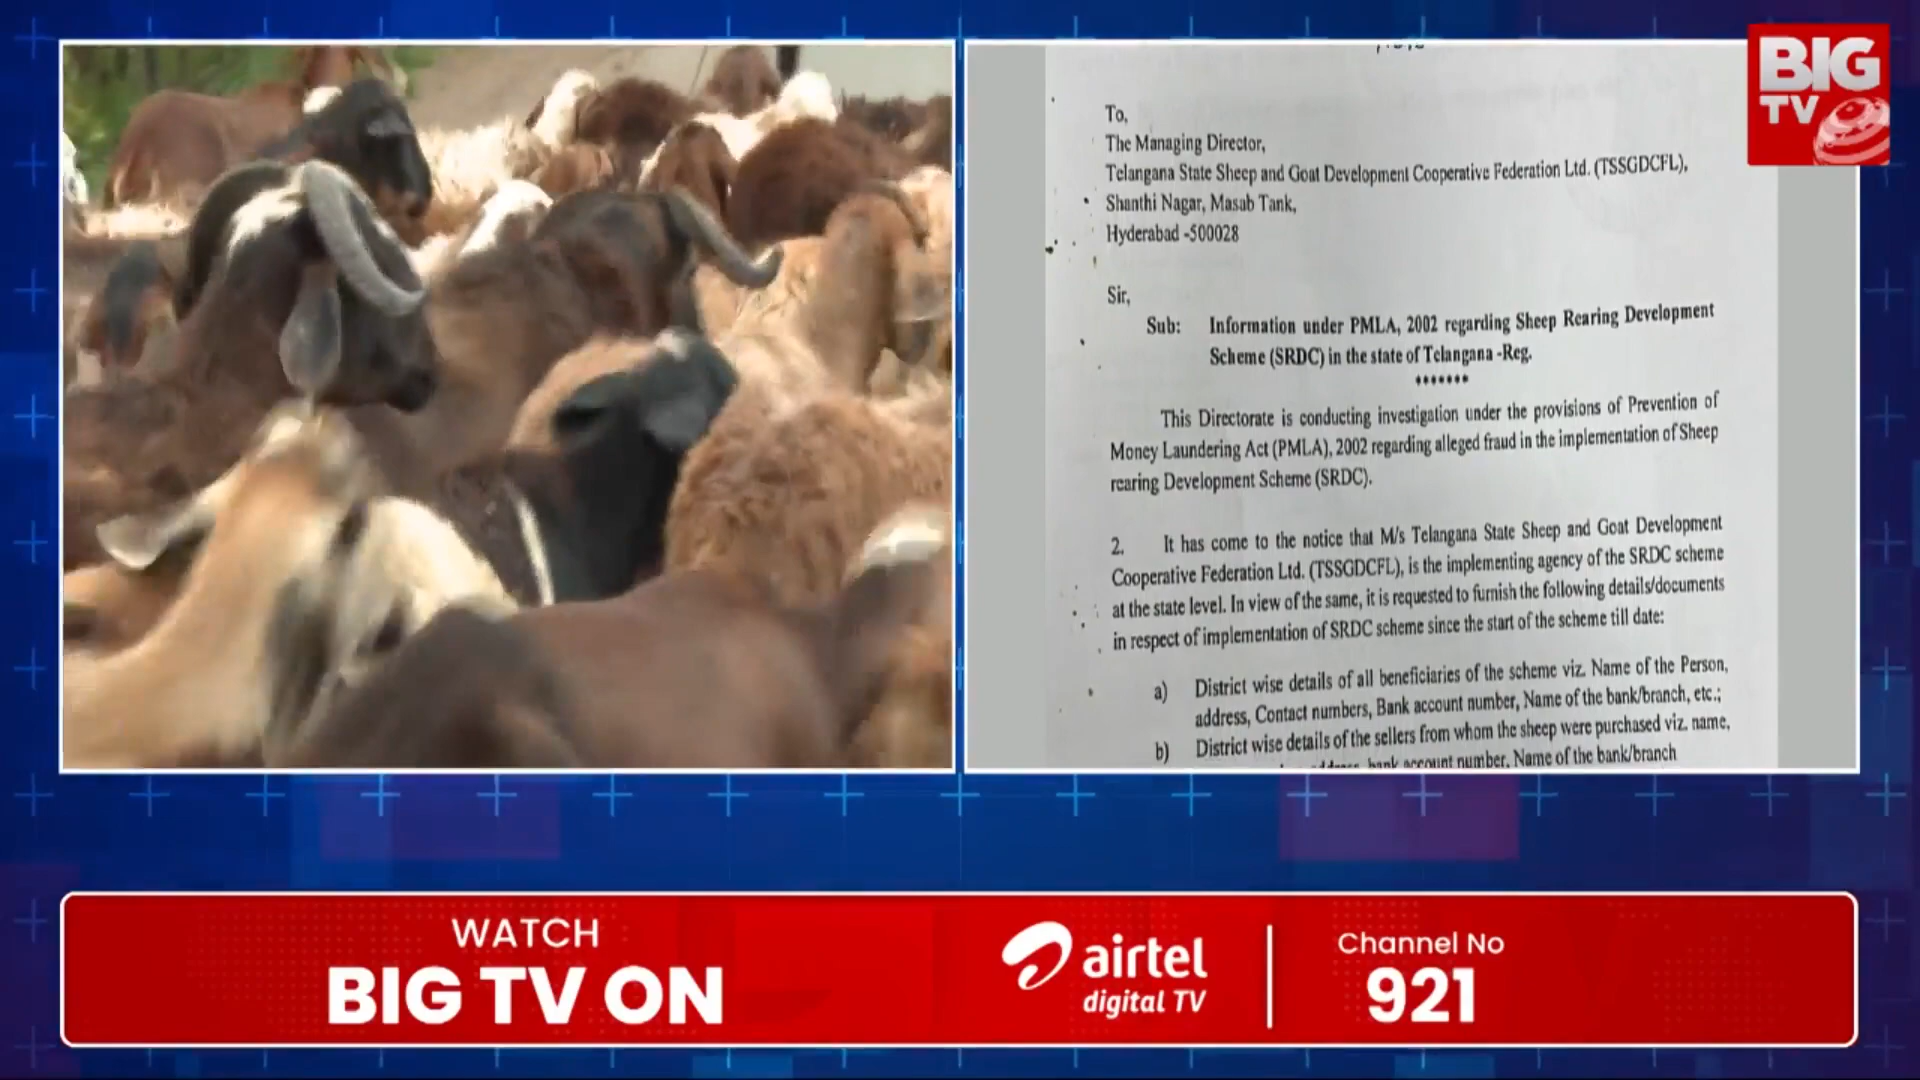 BIG
TV
To,
The Managing Director,
Telangana State Sheep and Goat Development Cooperative Federation Ltd. (TSSGDCFL),
Shanthi Nagar, Masab Tank,
Hyderabad -500028
Sir,
Sub: Information under PMLA, 2002 regarding Sheep Rearing Development
Scheme (SRDC) in the state of Telangana -Reg.
*******
This Directorate is conducting investigation under the provisions of Prevention of
Money Laundering Act (PMLA), 2002 regarding alleged fraud in the implementation of Sheep
rearing Development Scheme (SRDC).
2. It has come to the notice that M/s Telangana State Sheep and Goat Development
Cooperative Federation Ltd. (TSSGDCFL), is the implementing agency of the SRDC scheme
at the state level. In view of the same, it is requested to furnish the following details/documents
in respect of implementation of SRDC scheme since the start of the scheme till date:
a) District wise details of all beneficiaries of the scheme viz. Name of the Person,
address, Contact numbers, Bank account number, Name of the bank/branch, etc.;
b) District wise details of the sellers from whom the sheep were purchased viz. name,
bank account number, Name of the bank/branch
WATCH
BIG TV ON
airtel
digital TV
Channel No
921